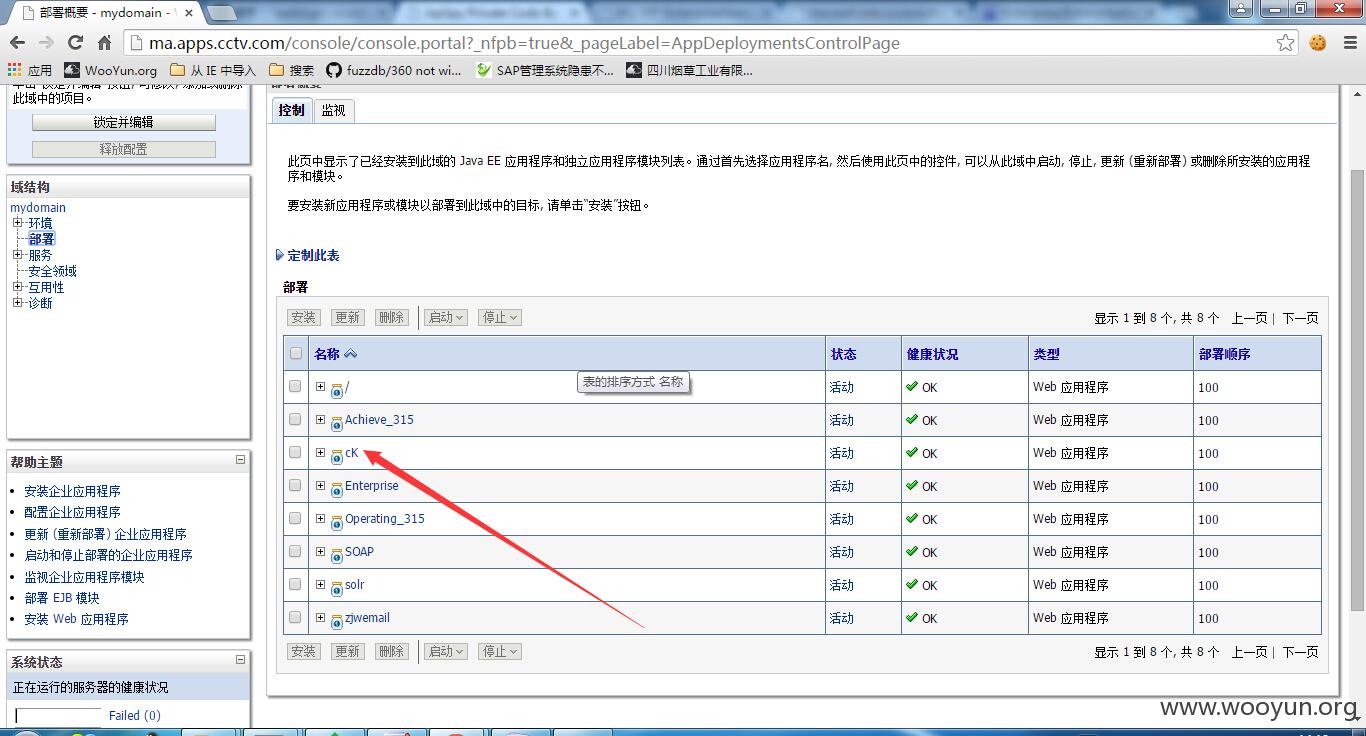 部署概要 - mydomain -
ma.apps.cctv.com/console/console.portal?_nfpb=true&_pageLabel=AppDeploymentsControlPage
应用 WooYun.org 从 IE 中导入 搜索 fuzzdb/360 not wi... SAP管理系统隐患不... 四川烟草工业有限...
此域中的项目。
锁定并编辑
释放配置
域结构
mydomain
环境
部署
服务
安全领域
互用性
诊断
帮助主题
安装企业应用程序
配置企业应用程序
更新 (重新部署) 企业应用程序
启动和停止部署的企业应用程序
监视企业应用程序模块
部署 EJB 模块
安装 Web 应用程序
系统状态
正在运行的服务器的健康状况
Failed (0)
部署概要
控制 监视
此页中显示了已经安装到此域的 Java EE 应用程序和独立应用程序模块列表。通过首先选择应用程序名, 然后使用此页中的控件, 可以从此域中启动, 停止, 更新 (重新部署) 或删除所安装的应用程
序和模块。
要安装新应用程序或模块以部署到此域中的目标, 请单击“安装”按钮。
定制此表
部署
安装 更新 删除 启动 停止 显示 1 到 8 个, 共 8 个 上一页 | 下一页
名称 状态 健康状况 类型 部署顺序
表的排序方式 名称
/ 活动 OK Web 应用程序 100
Achieve_315 活动 OK Web 应用程序 100
cK 活动 OK Web 应用程序 100
Enterprise 活动 OK Web 应用程序 100
Operating_315 活动 OK Web 应用程序 100
SOAP 活动 OK Web 应用程序 100
solr 活动 OK Web 应用程序 100
zjwemail 活动 OK Web 应用程序 100
安装 更新 删除 启动 停止 显示 1 到 8 个, 共 8 个 上一页 | 下一页
www.wooyun.org